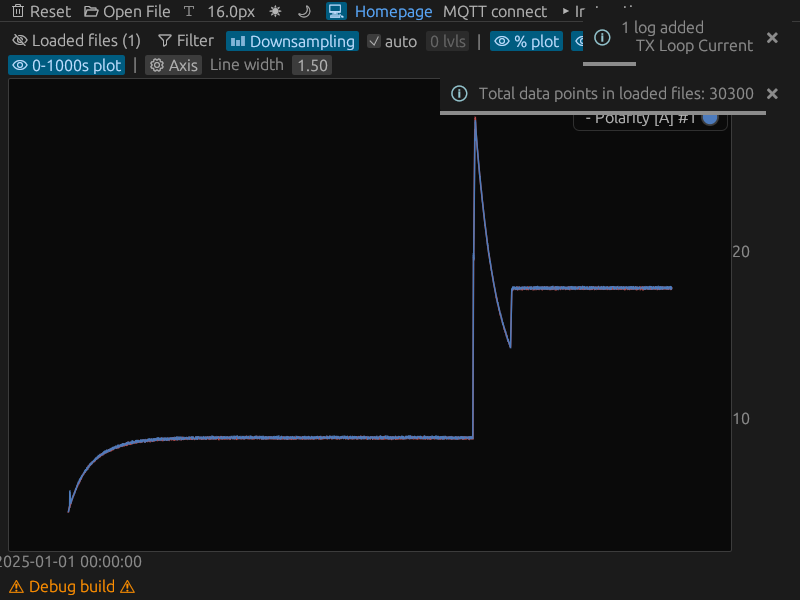 Reset Open File T 16.0px Homepage MQTT connect
1 log added
TX Loop Current
Loaded files (1) Filter Downsampling auto 0 lvls | % plot
0-1000s plot | Axis Line width 1.50
Total data points in loaded files: 30300
- Polarity [A] #1
20
10
2025-01-01 00:00:00
⚠ Debug build ⚠